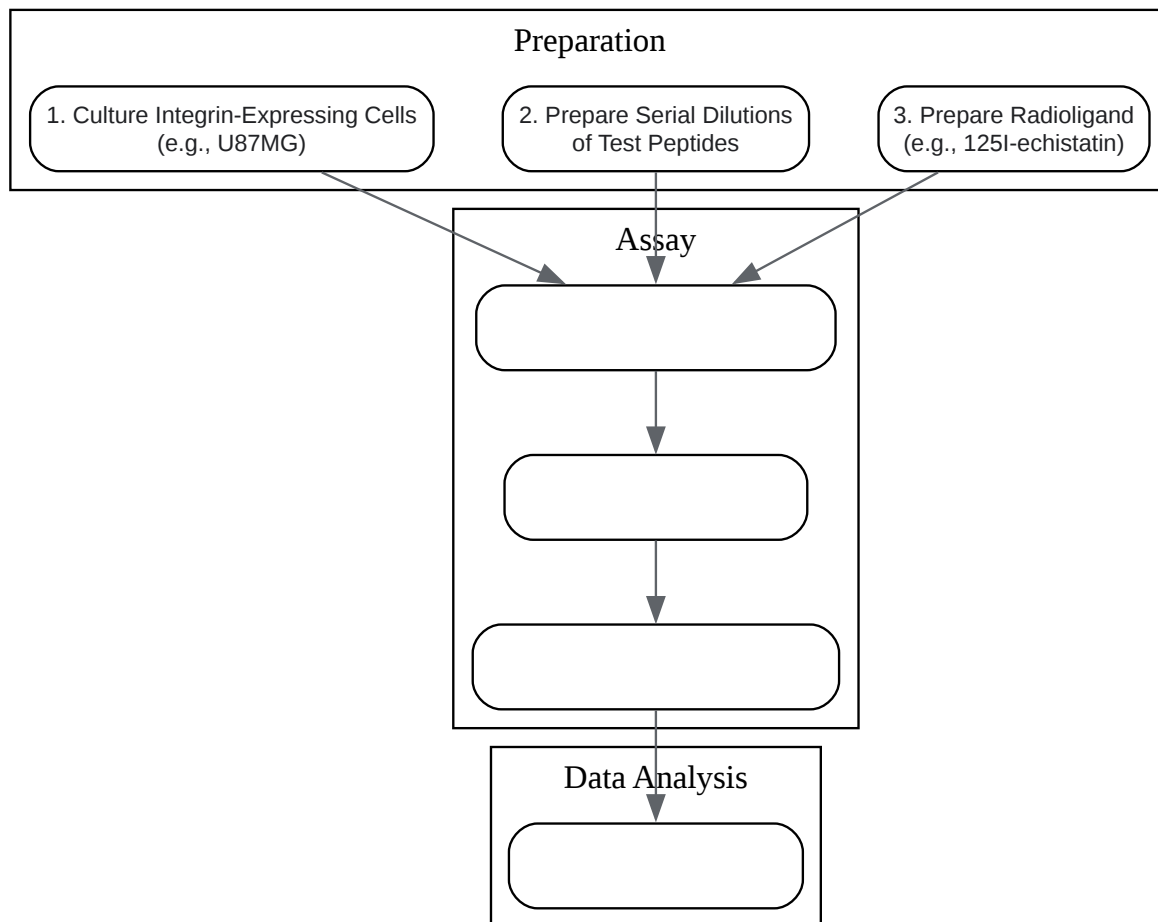 Preparation
1. Culture Integrin-Expressing Cells
(e.g., U87MG)
2. Prepare Serial Dilutions
of Test Peptides
3. Prepare Radioligand
(e.g., 125I-echistatin)
Assay
Data Analysis